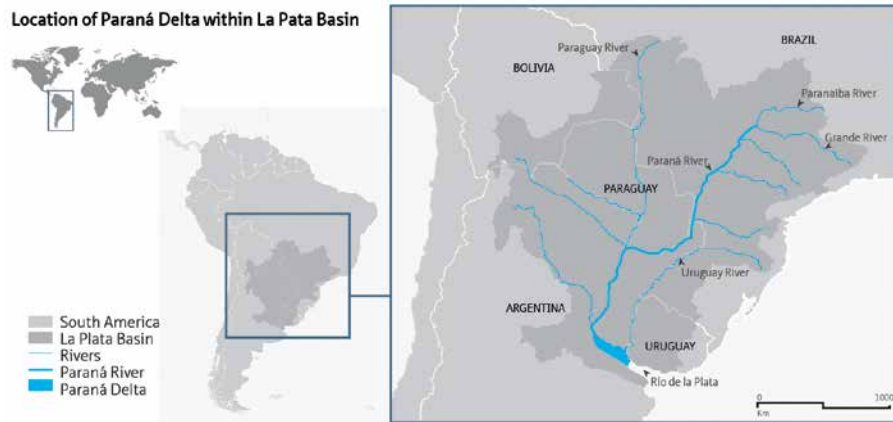 Location of Paraná Delta within La Pata Basin
South America
La Plata Basin
Rivers
Paraná River
Paraná Delta
Paraguay River
BRAZIL
BOLIVIA
Paranaiba River
Grande River
Paraná River
PARAGUAY
Uruguay River
ARGENTINA
URUGUAY
Río de la Plata
0 1000
Km